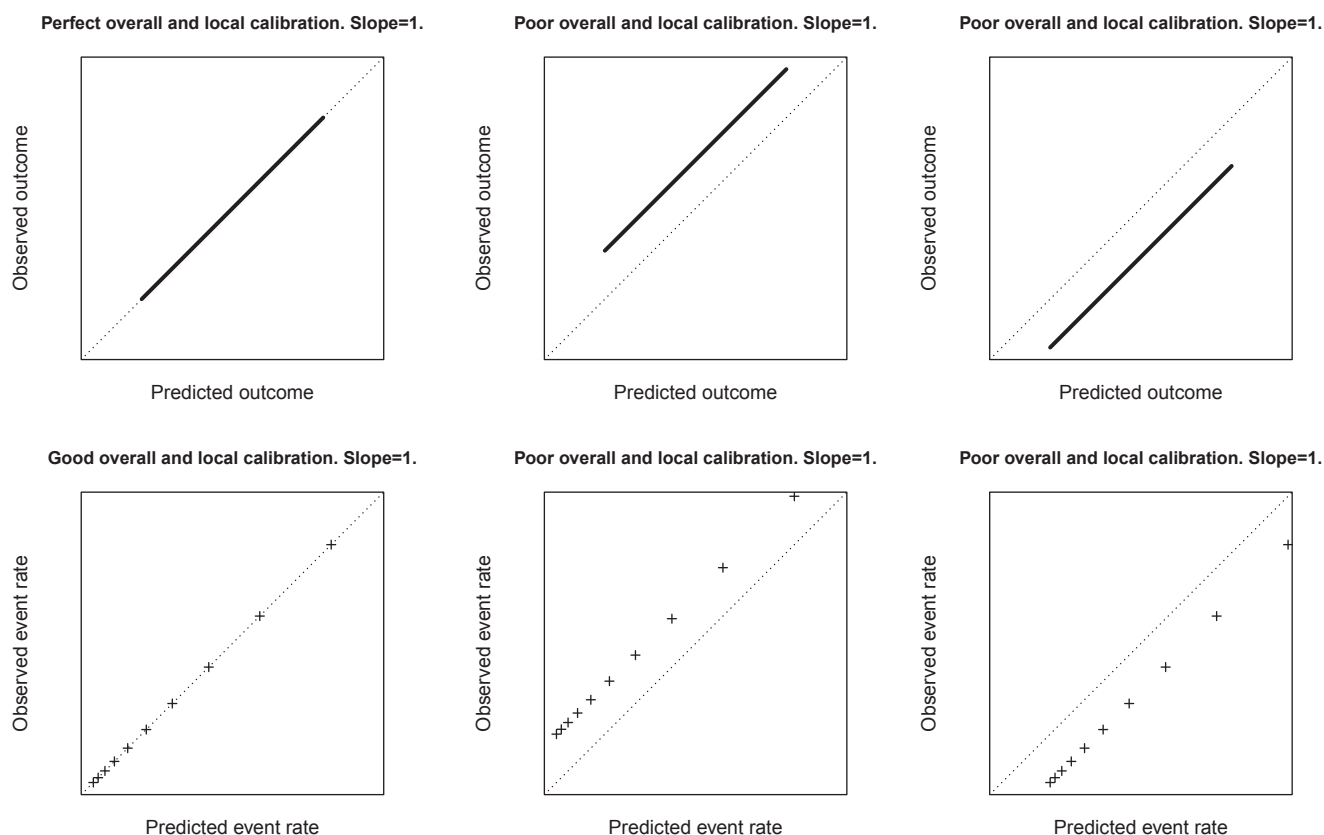 Perfect overall and local calibration. Slope=1.
Poor overall and local calibration. Slope=1.
Poor overall and local calibration. Slope=1.
Observed outcome
Observed outcome
Observed outcome
Predicted outcome
Predicted outcome
Predicted outcome
Good overall and local calibration. Slope=1.
Poor overall and local calibration. Slope=1.
Poor overall and local calibration. Slope=1.
Observed event rate
Observed event rate
Observed event rate
Predicted event rate
Predicted event rate
Predicted event rate